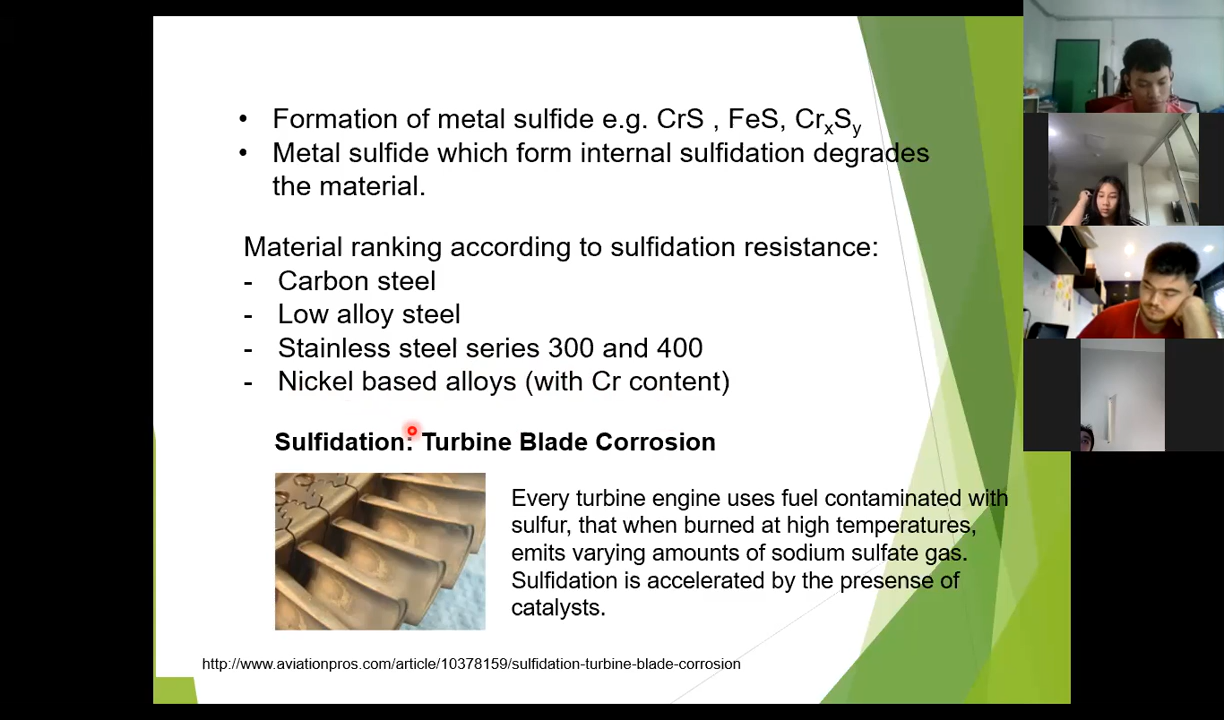 • Formation of metal sulfide e.g. CrS , FeS, CrₓSᵧ
• Metal sulfide which form internal sulfidation degrades
the material.
Material ranking according to sulfidation resistance:
- Carbon steel
- Low alloy steel
- Stainless steel series 300 and 400
- Nickel based alloys (with Cr content)
Sulfidation: Turbine Blade Corrosion
Every turbine engine uses fuel contaminated with
sulfur, that when burned at high temperatures,
emits varying amounts of sodium sulfate gas.
Sulfidation is accelerated by the presense of
catalysts.
http://www.aviationpros.com/article/10378159/sulfidation-turbine-blade-corrosion